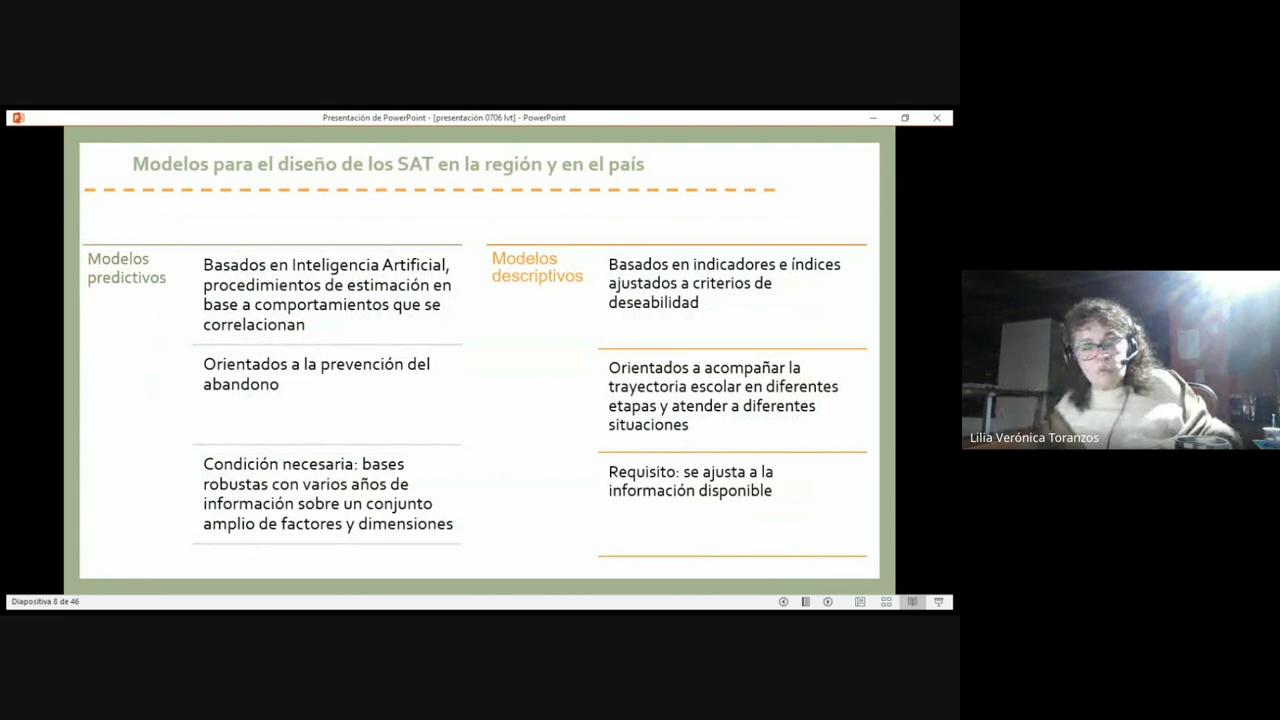 Presentación de PowerPoint - [presentación 0706 lvt] - PowerPoint
Modelos para el diseño de los SAT en la región y en el país
Modelos
predictivos
Basados en Inteligencia Artificial,
procedimientos de estimación en
base a comportamientos que se
correlacionan
Orientados a la prevención del
abandono
Condición necesaria: bases
robustas con varios años de
información sobre un conjunto
amplio de factores y dimensiones
Modelos
descriptivos
Basados en indicadores e índices
ajustados a criterios de
deseabilidad
Orientados a acompañar la
trayectoria escolar en diferentes
etapas y atender a diferentes
situaciones
Requisito: se ajusta a la
información disponible
Lilia Verónica Toranzos
Diapositiva 8 de 46